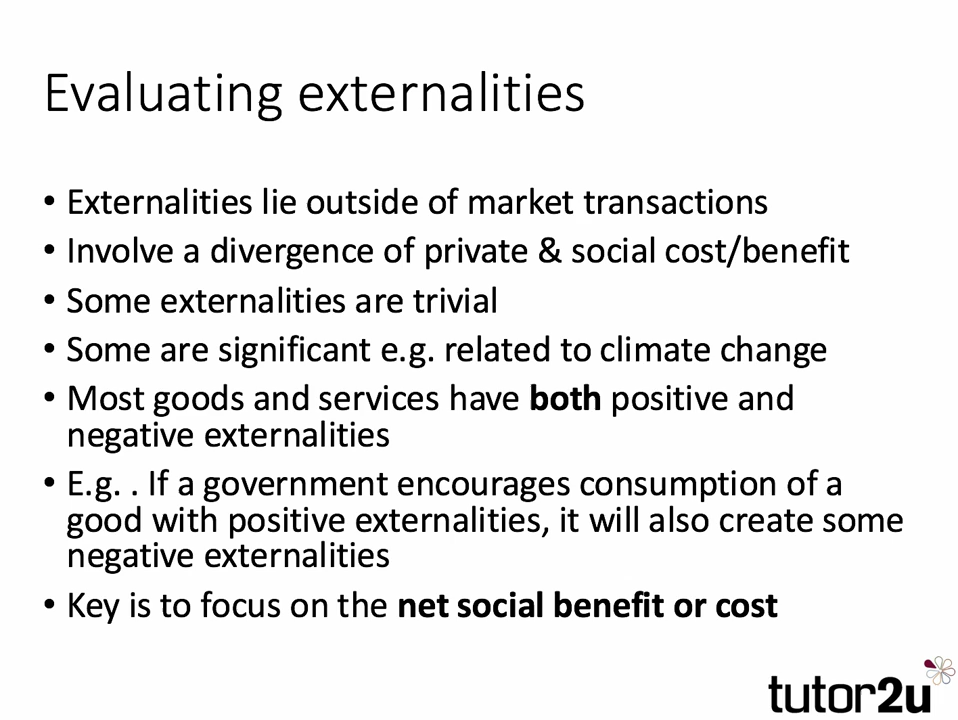 Evaluating externalities
• Externalities lie outside of market transactions
• Involve a divergence of private & social cost/benefit
• Some externalities are trivial
• Some are significant e.g. related to climate change
• Most goods and services have both positive and
negative externalities
• E.g. . If a government encourages consumption of a
good with positive externalities, it will also create some
negative externalities
• Key is to focus on the net social benefit or cost
tutor2u